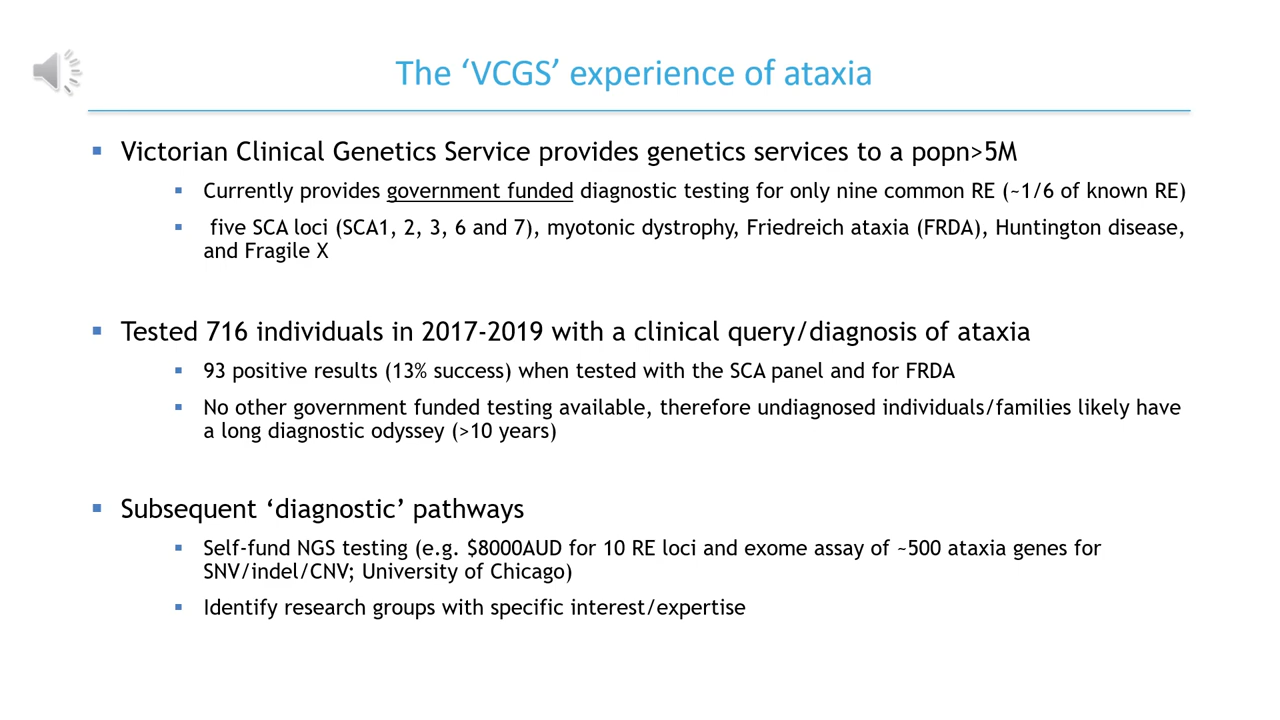 The ‘VCGS’ experience of ataxia
▪ Victorian Clinical Genetics Service provides genetics services to a popn>5M
▪ Currently provides government funded diagnostic testing for only nine common RE (~1/6 of known RE)
▪ five SCA loci (SCA1, 2, 3, 6 and 7), myotonic dystrophy, Friedreich ataxia (FRDA), Huntington disease,
and Fragile X
▪ Tested 716 individuals in 2017-2019 with a clinical query/diagnosis of ataxia
▪ 93 positive results (13% success) when tested with the SCA panel and for FRDA
▪ No other government funded testing available, therefore undiagnosed individuals/families likely have
a long diagnostic odyssey (>10 years)
▪ Subsequent ‘diagnostic’ pathways
▪ Self-fund NGS testing (e.g. $8000AUD for 10 RE loci and exome assay of ~500 ataxia genes for
SNV/indel/CNV; University of Chicago)
▪ Identify research groups with specific interest/expertise